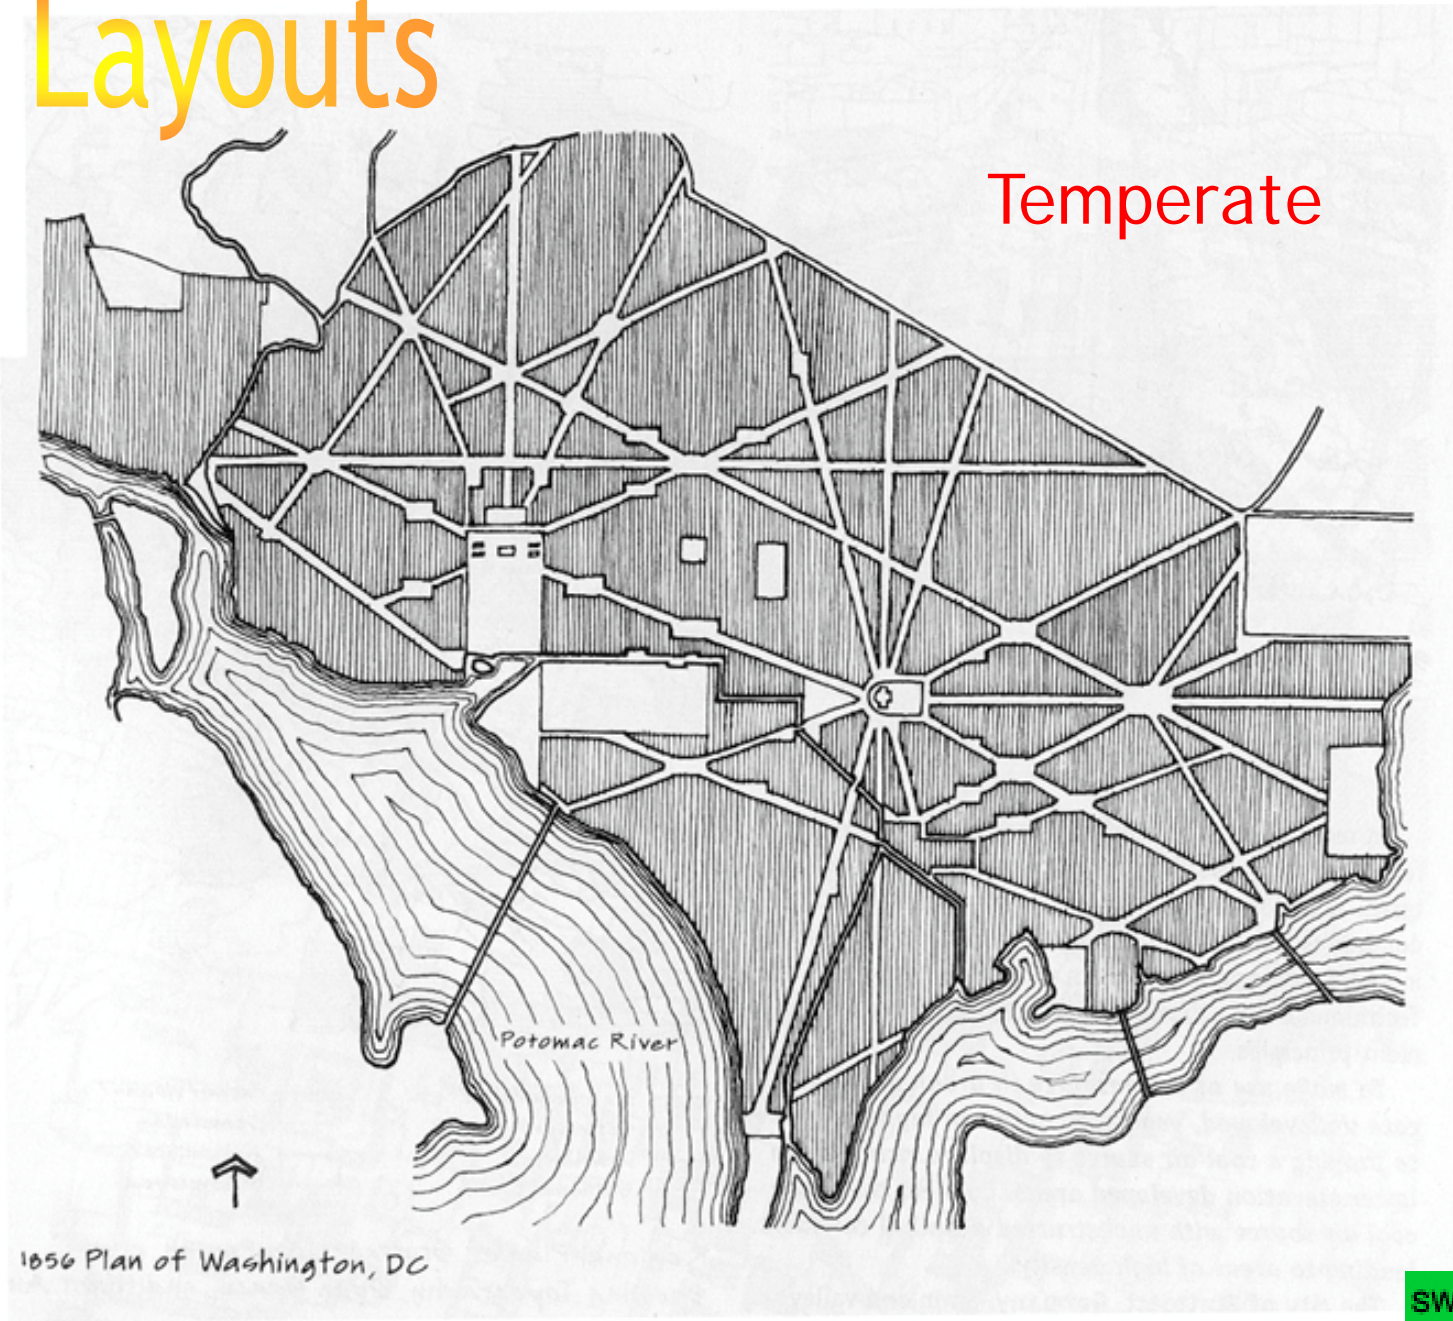 Layouts
Temperate
Potomac River
1856 Plan of Washington, DC
SW